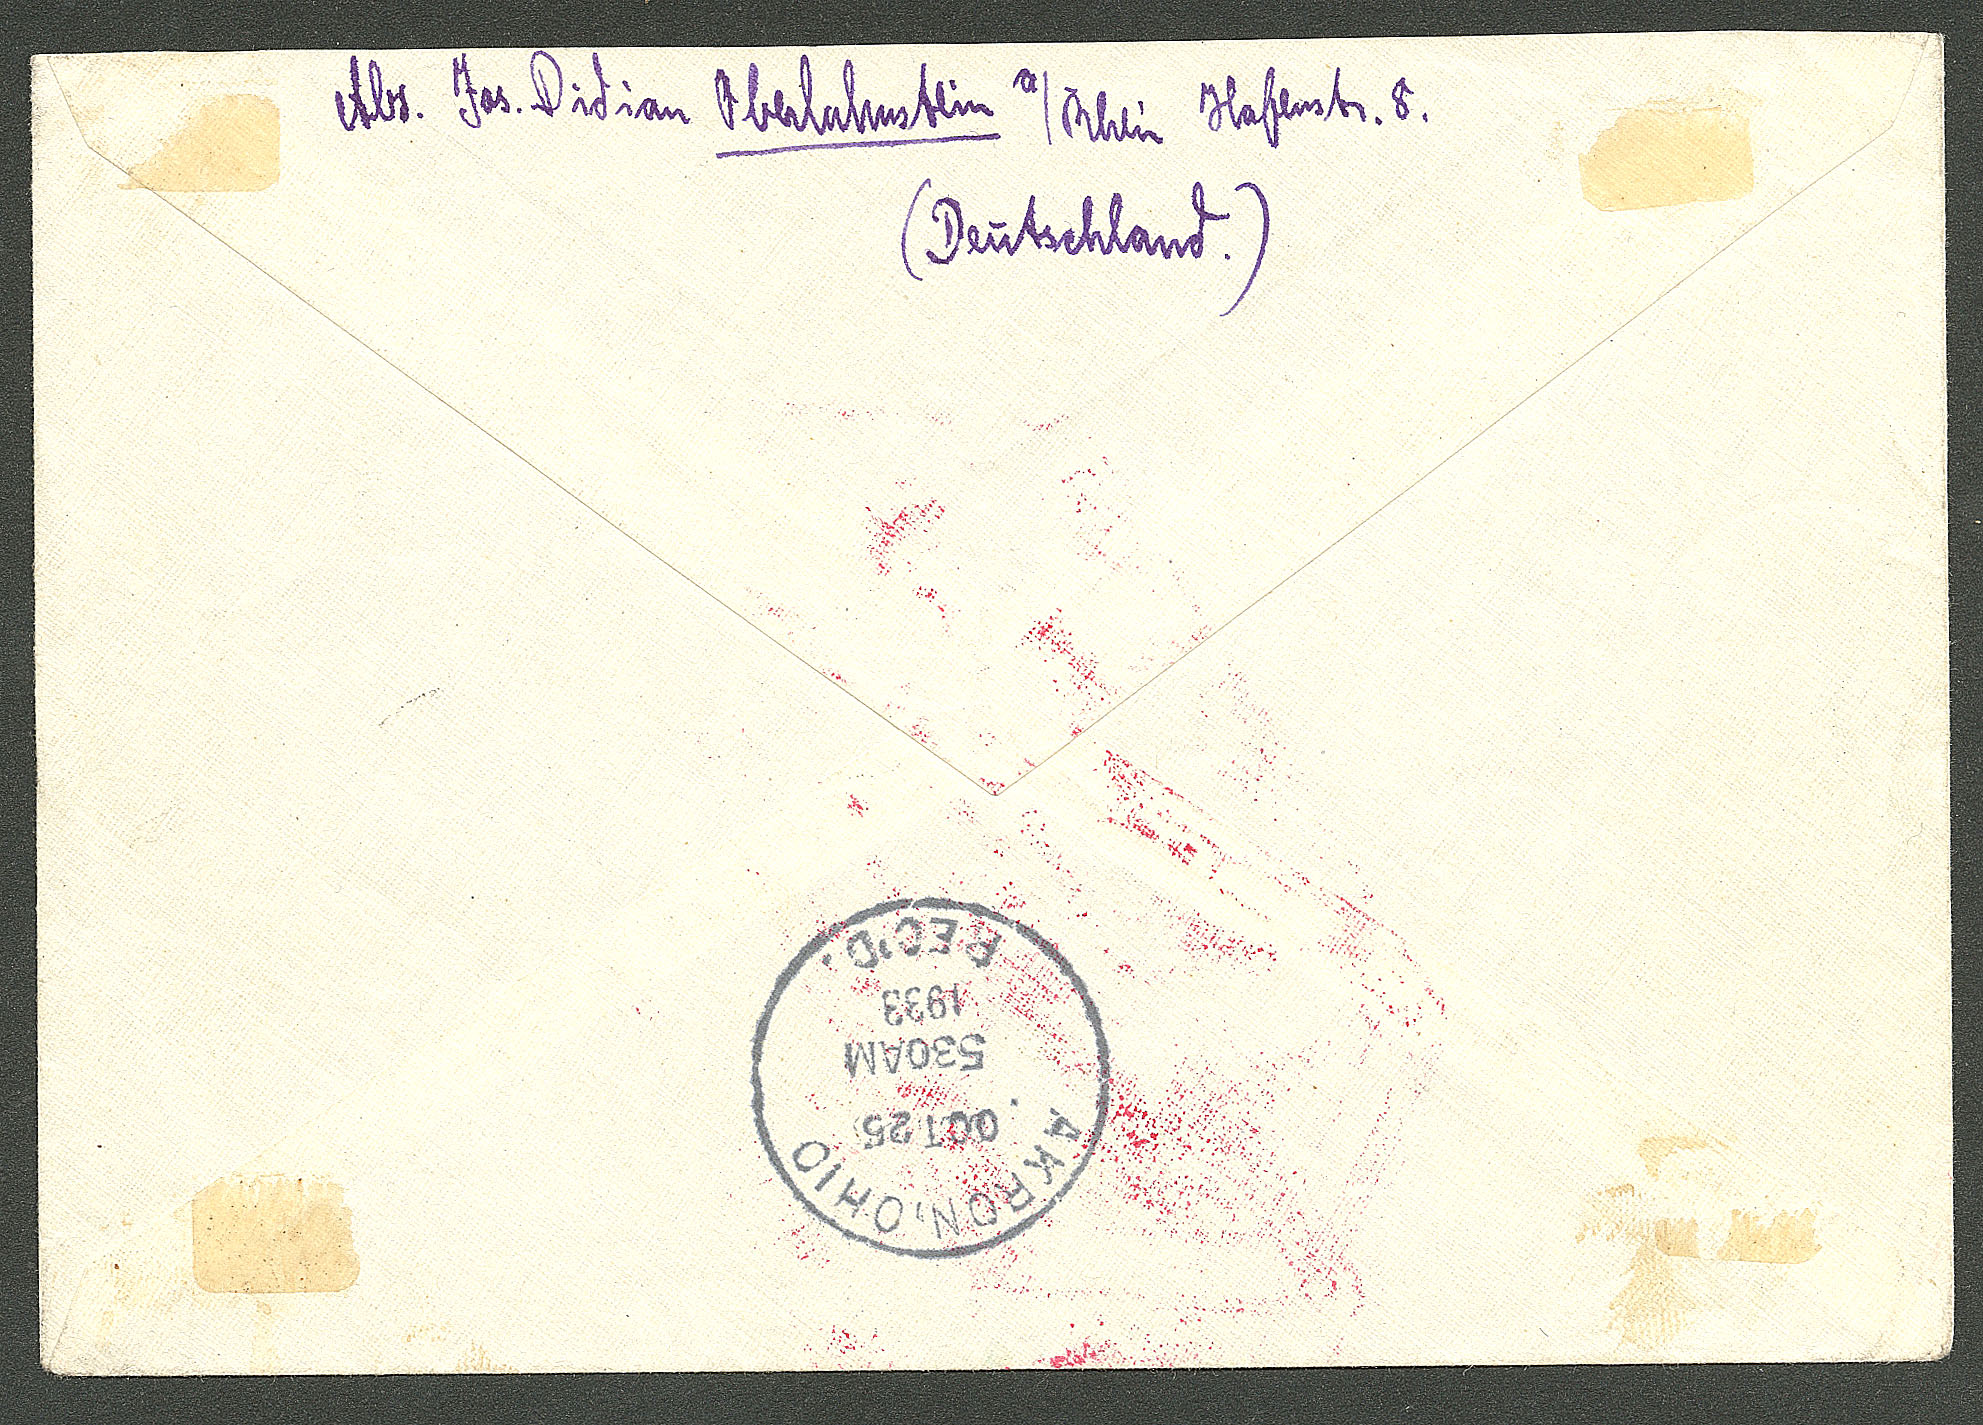 Abs. Jos. Didian Oberlahnstein a/Rhein Hafenstr. 8.
(Deutschland.)
REC'D.
1933
530AM
OCT 25
AKRON, OHIO